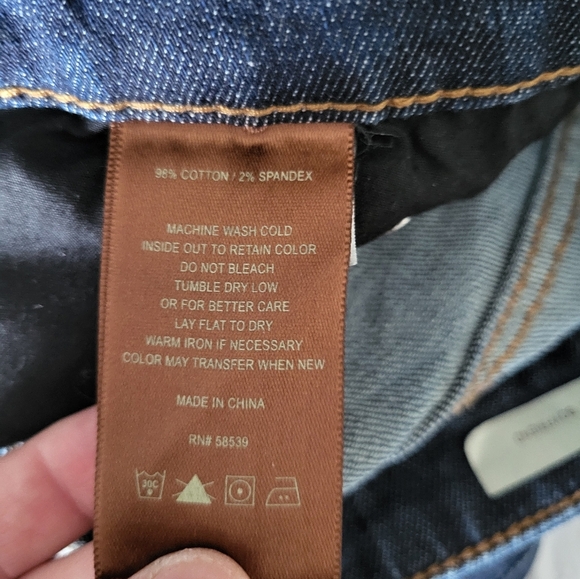 98% COTTON / 2% SPANDEX
MACHINE WASH COLD
INSIDE OUT TO RETAIN COLOR
DO NOT BLEACH
TUMBLE DRY LOW
OR FOR BETTER CARE
LAY FLAT TO DRY
WARM IRON IF NECESSARY
COLOR MAY TRANSFER WHEN NEW
MADE IN CHINA
RN# 58539
30C